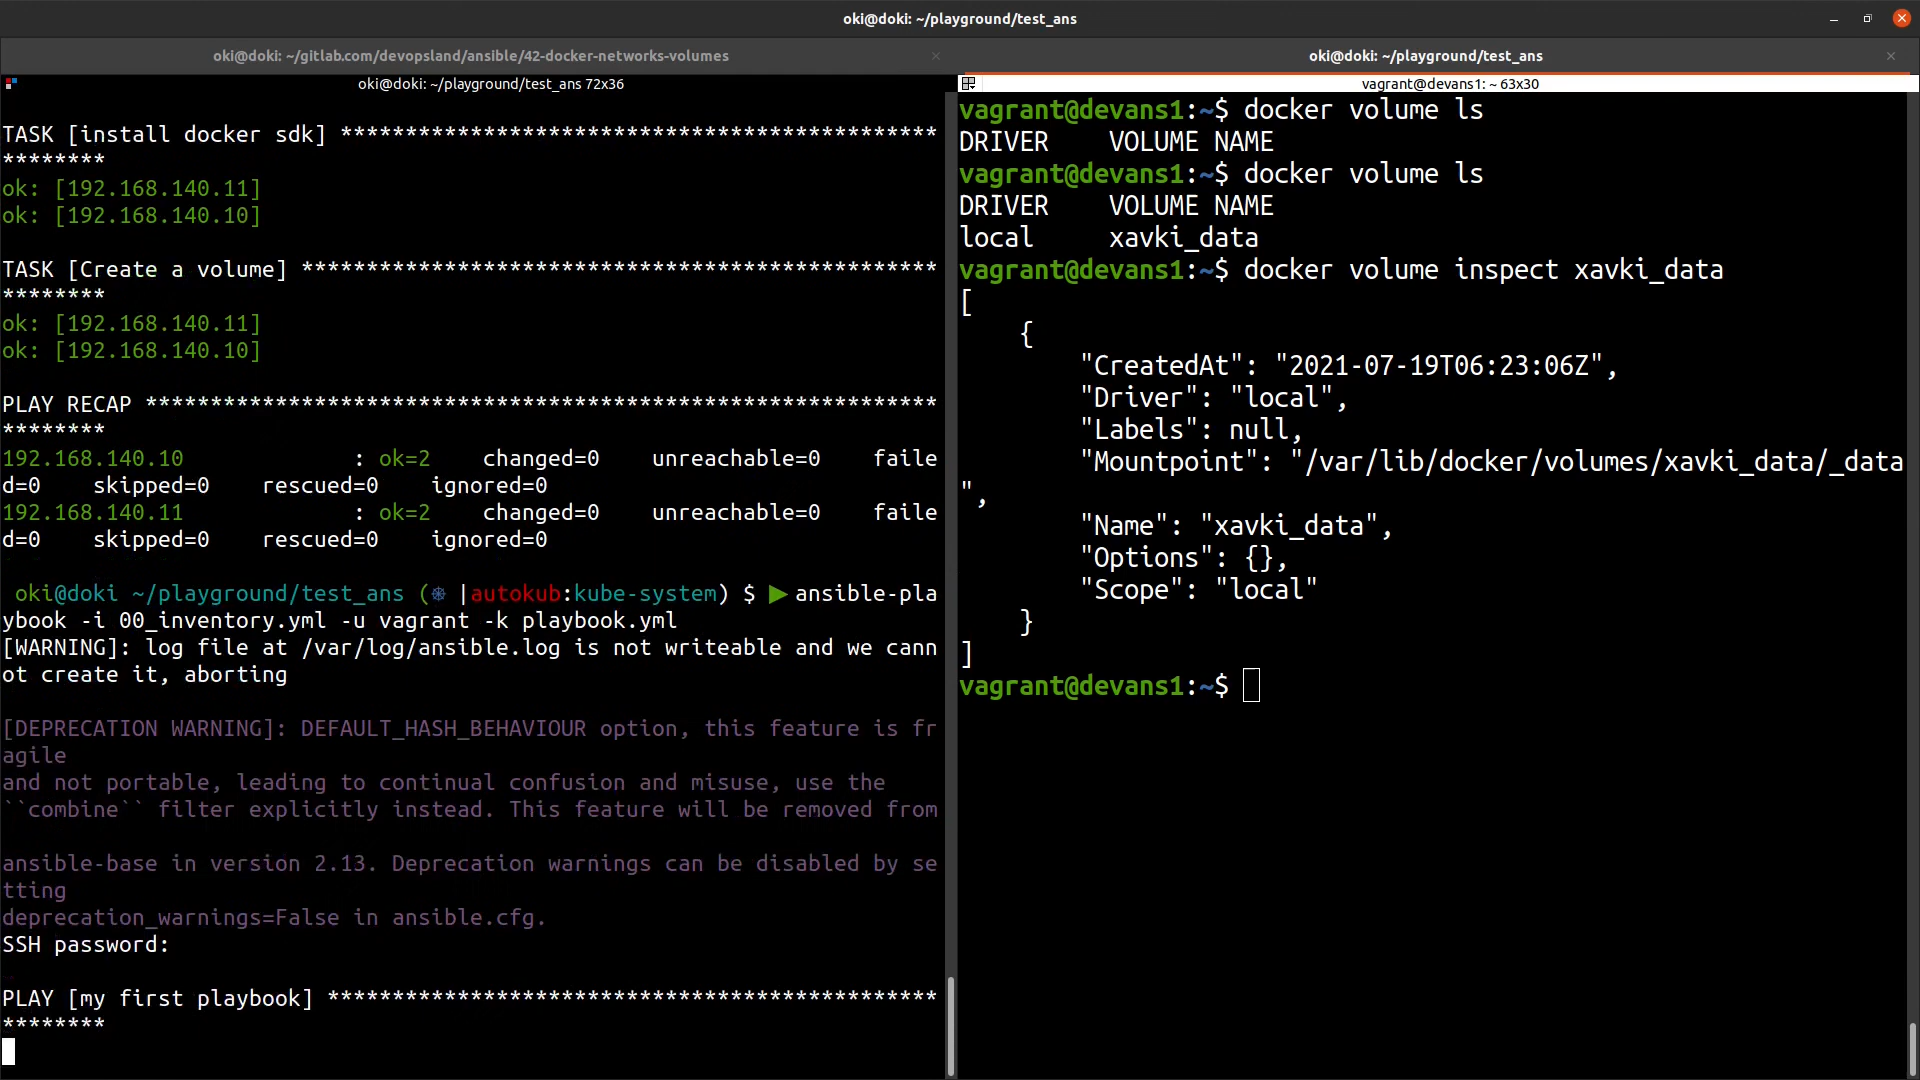 oki@doki: ~/playground/test_ans
oki@doki: ~/gitlab.com/devopsland/ansible/42-docker-networks-volumes
oki@doki: ~/playground/test_ans
oki@doki: ~/playground/test_ans 72x36
TASK [install docker sdk] **********************************************
********
ok: [192.168.140.11]
ok: [192.168.140.10]
TASK [Create a volume] *************************************************
********
ok: [192.168.140.11]
ok: [192.168.140.10]
PLAY RECAP *************************************************************
********
192.168.140.10             : ok=2    changed=0    unreachable=0    faile
d=0    skipped=0    rescued=0    ignored=0
192.168.140.11             : ok=2    changed=0    unreachable=0    faile
d=0    skipped=0    rescued=0    ignored=0
oki@doki ~/playground/test_ans (⎈ |autokub:kube-system) $ ▶ ansible-pla
ybook -i 00_inventory.yml -u vagrant -k playbook.yml
[WARNING]: log file at /var/log/ansible.log is not writeable and we cann
ot create it, aborting
[DEPRECATION WARNING]: DEFAULT_HASH_BEHAVIOUR option, this feature is fr
agile
and not portable, leading to continual confusion and misuse, use the
``combine`` filter explicitly instead. This feature will be removed from
ansible-base in version 2.13. Deprecation warnings can be disabled by se
tting
deprecation_warnings=False in ansible.cfg.
SSH password:
PLAY [my first playbook] ***********************************************
********
vagrant@devans1: ~ 63x30
vagrant@devans1:~$ docker volume ls
DRIVER    VOLUME NAME
vagrant@devans1:~$ docker volume ls
DRIVER    VOLUME NAME
local     xavki_data
vagrant@devans1:~$ docker volume inspect xavki_data
[
    {
        "CreatedAt": "2021-07-19T06:23:06Z",
        "Driver": "local",
        "Labels": null,
        "Mountpoint": "/var/lib/docker/volumes/xavki_data/_data
",
        "Name": "xavki_data",
        "Options": {},
        "Scope": "local"
    }
]
vagrant@devans1:~$